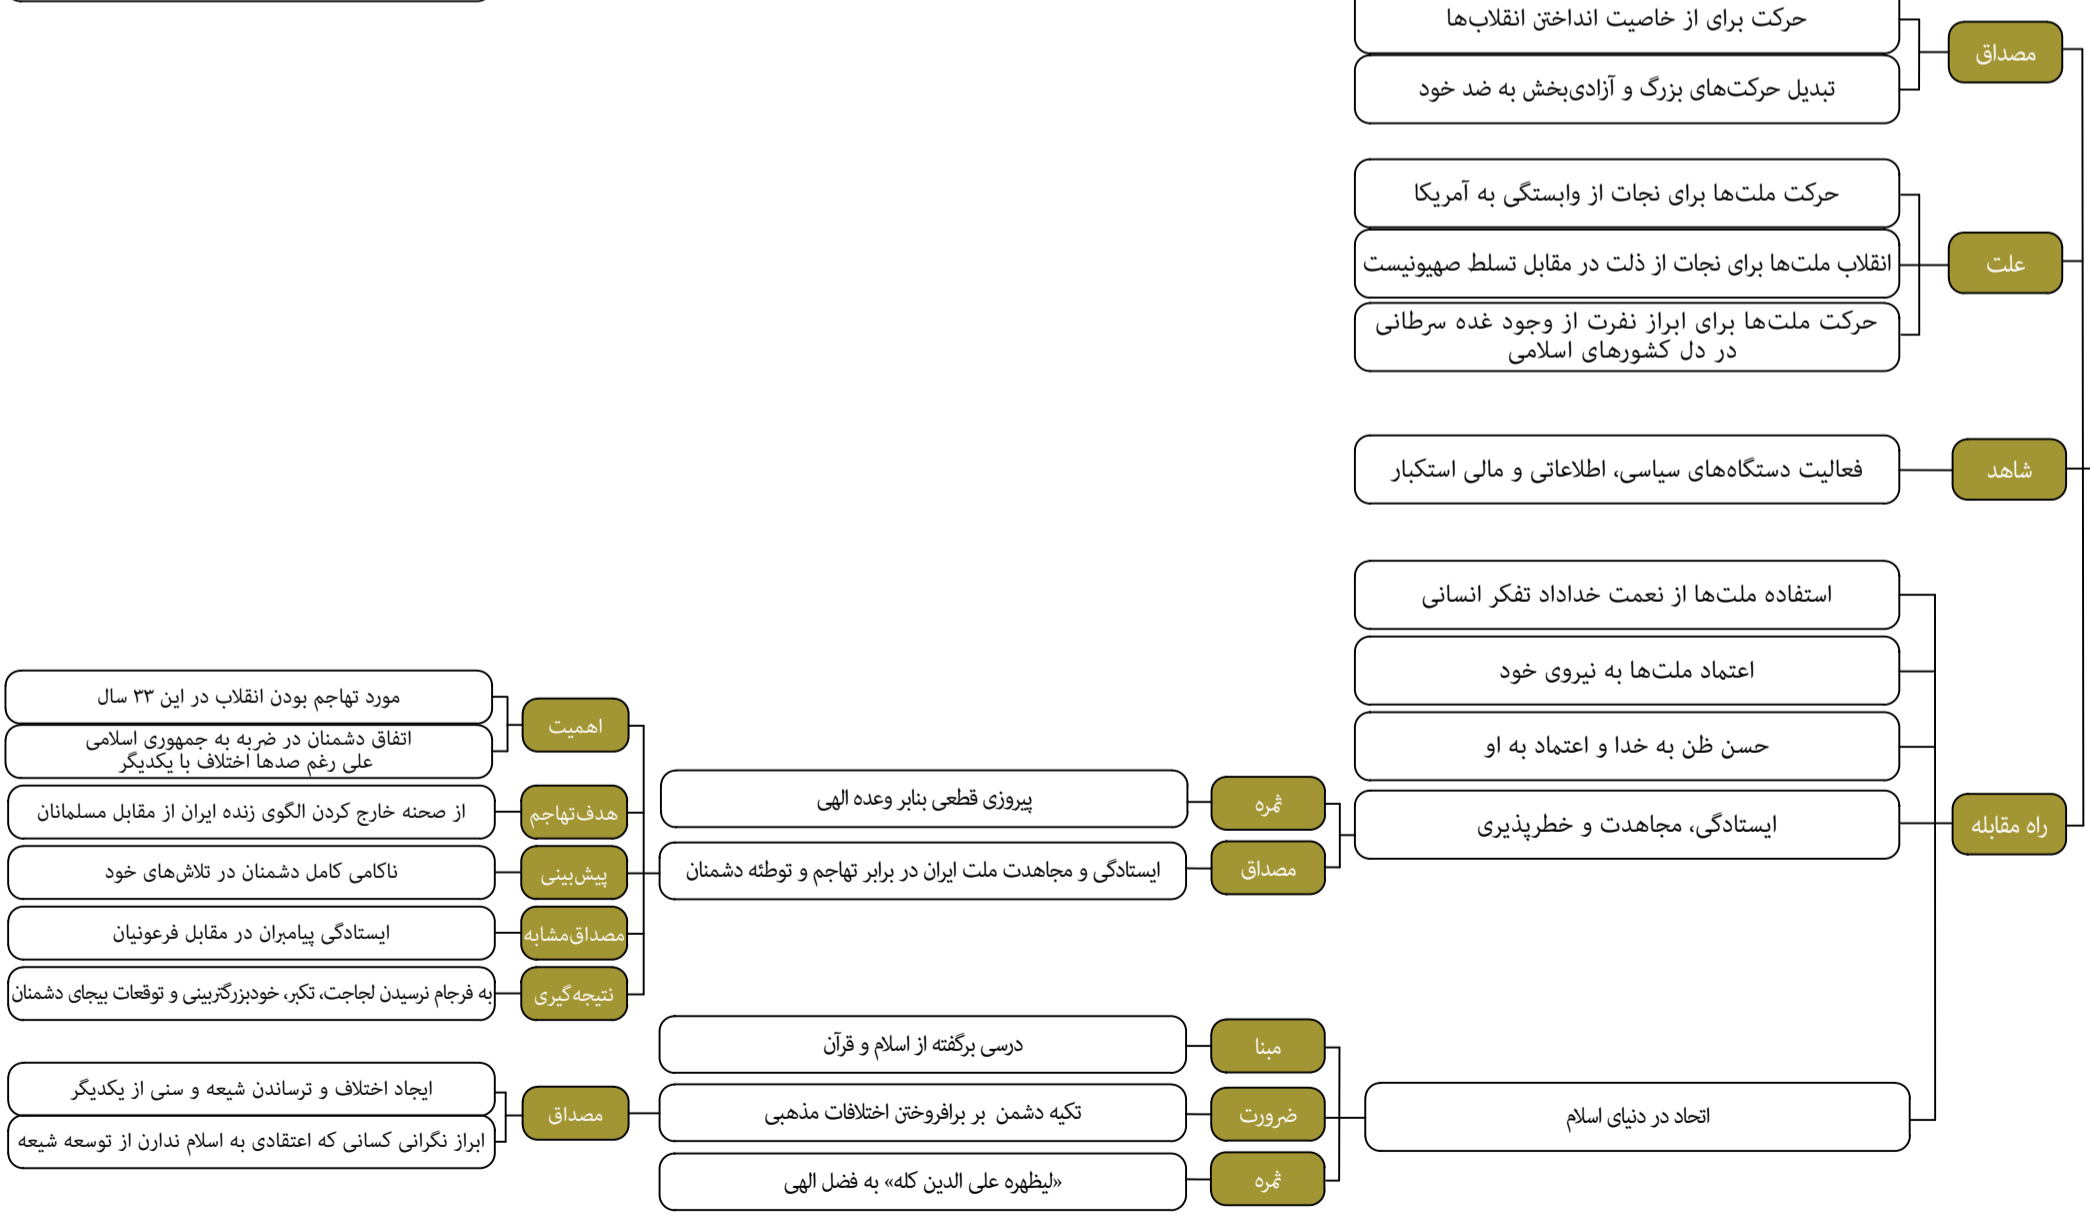 مصداق
حرکت برای از خاصیت انداختن انقلاب‌ها
تبدیل حرکت‌های بزرگ و آزادی‌بخش به ضد خود
علت
حرکت ملت‌ها برای نجات از وابستگی به آمریکا
انقلاب ملت‌ها برای نجات از ذلت در مقابل تسلط صهیونیست
حرکت ملت‌ها برای ابراز نفرت از وجود غده سرطانی
در دل کشورهای اسلامی
شاهد
فعالیت دستگاه‌های سیاسی، اطلاعاتی و مالی استکبار
راه مقابله
استفاده ملت‌ها از نعمت خداداد تفکر انسانی
اعتماد ملت‌ها به نیروی خود
حسن ظن به خدا و اعتماد به او
ایستادگی، مجاهدت و خطرپذیری
ثمره
پیروزی قطعی بنابر وعده الهی
مصداق
ایستادگی و مجاهدت ملت ایران در برابر تهاجم و توطئه دشمنان
اهمیت
مورد تهاجم بودن انقلاب در این ۳۳ سال
اتفاق دشمنان در ضربه به جمهوری اسلامی
علی رغم صدها اختلاف با یکدیگر
هدف‌تهاجم
از صحنه خارج کردن الگوی زنده ایران از مقابل مسلمانان
پیش‌بینی
ناکامی کامل دشمنان در تلاش‌های خود
مصداق‌مشابه
ایستادگی پیامبران در مقابل فرعونیان
نتیجه‌گیری
به فرجام نرسیدن لجاجت، تکبر، خودبزرگتربینی و توقعات بیجای دشمنان
اتحاد در دنیای اسلام
مبنا
درسی برگفته از اسلام و قرآن
ضرورت
تکیه دشمن بر برافروختن اختلافات مذهبی
مصداق
ایجاد اختلاف و ترساندن شیعه و سنی از یکدیگر
ابراز نگرانی کسانی که اعتقادی به اسلام ندارن از توسعه شیعه
ثمره
«لیظهره علی الدین کله» به فضل الهی